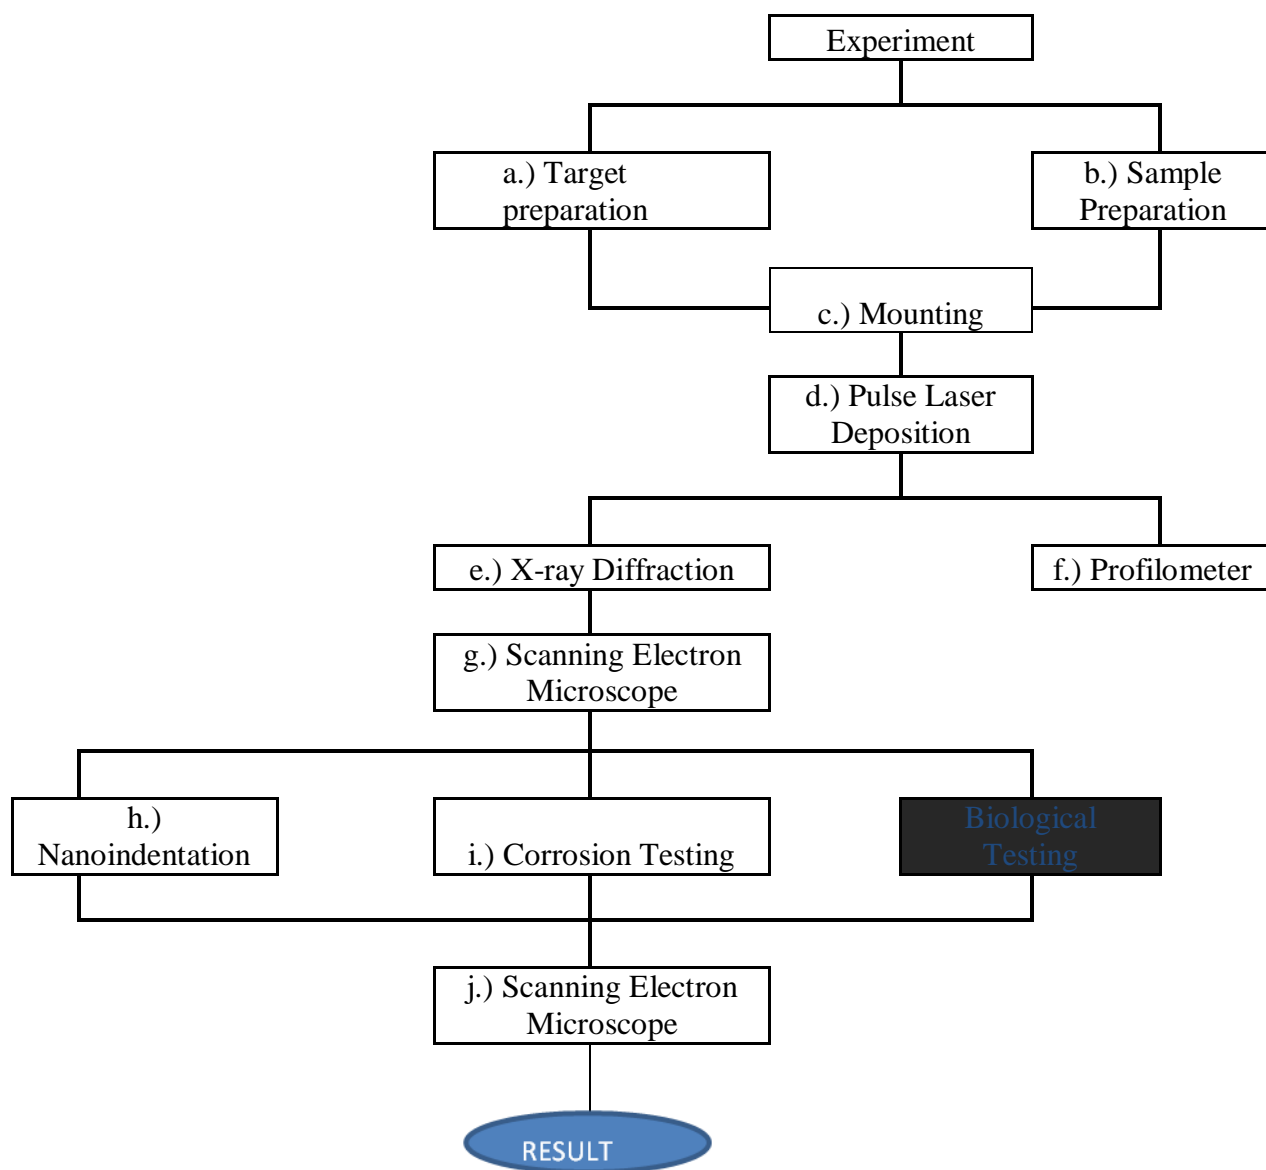 Experiment
a.) Target
preparation
b.) Sample
Preparation
c.) Mounting
d.) Pulse Laser
Deposition
e.) X-ray Diffraction
f.) Profilometer
g.) Scanning Electron
Microscope
h.)
Nanoindentation
i.) Corrosion Testing
Biological
Testing
j.) Scanning Electron
Microscope
RESULT